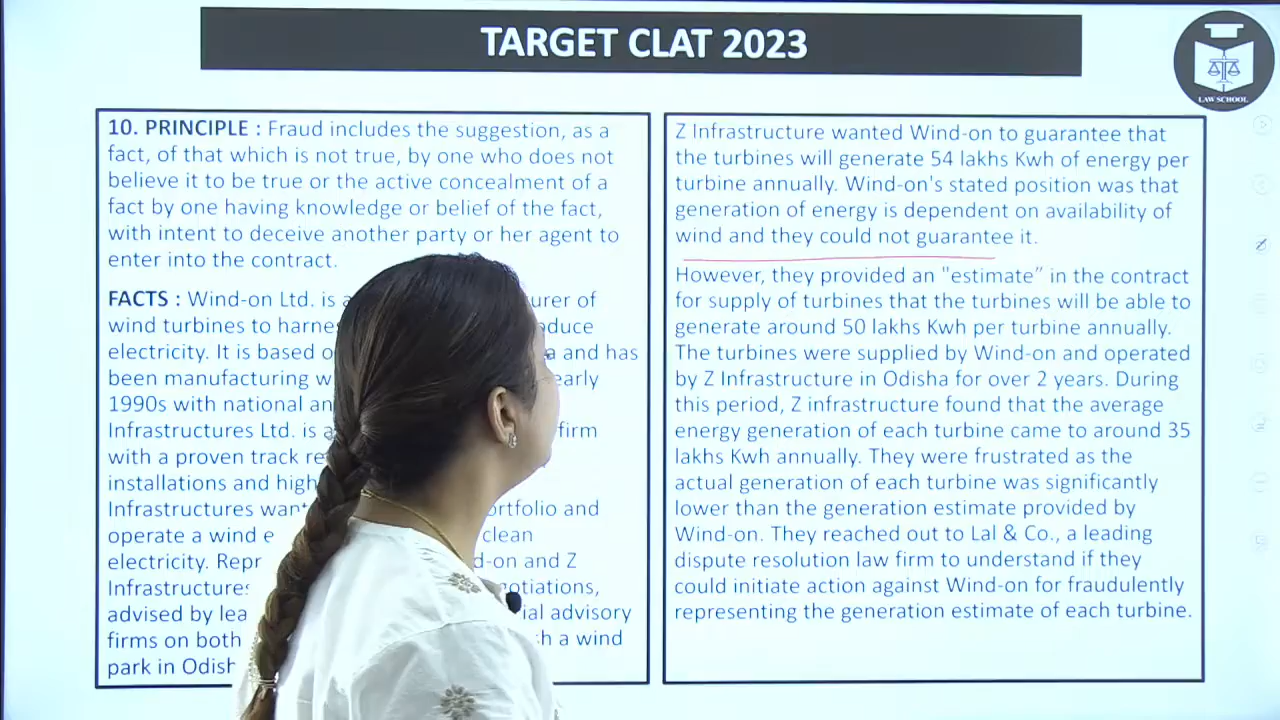 TARGET CLAT 2023
LAW SCHOOL
10. PRINCIPLE : Fraud includes the suggestion, as a
fact, of that which is not true, by one who does not
believe it to be true or the active concealment of a
fact by one having knowledge or belief of the fact,
with intent to deceive another party or her agent to
enter into the contract.
FACTS : Wind-on Ltd. is
wind turbines to
electricity. It is based and has
been manufacturing early
1990s with national
Infrastructures Ltd. is firm
with a proven track
installations and
Infrastructures and
operate a wind clean
electricity. and Z
advised by advisory
firms on both a wind
park in
Z Infrastructure wanted Wind-on to guarantee that
the turbines will generate 54 lakhs Kwh of energy per
turbine annually. Wind-on's stated position was that
generation of energy is dependent on availability of
wind and they could not guarantee it.
However, they provided an "estimate” in the contract
for supply of turbines that the turbines will be able to
generate around 50 lakhs Kwh per turbine annually.
The turbines were supplied by Wind-on and operated
by Z Infrastructure in Odisha for over 2 years. During
this period, Z infrastructure found that the average
energy generation of each turbine came to around 35
lakhs Kwh annually. They were frustrated as the
actual generation of each turbine was significantly
lower than the generation estimate provided by
Wind-on. They reached out to Lal & Co., a leading
dispute resolution law firm to understand if they
could initiate action against Wind-on for fraudulently
representing the generation estimate of each turbine.